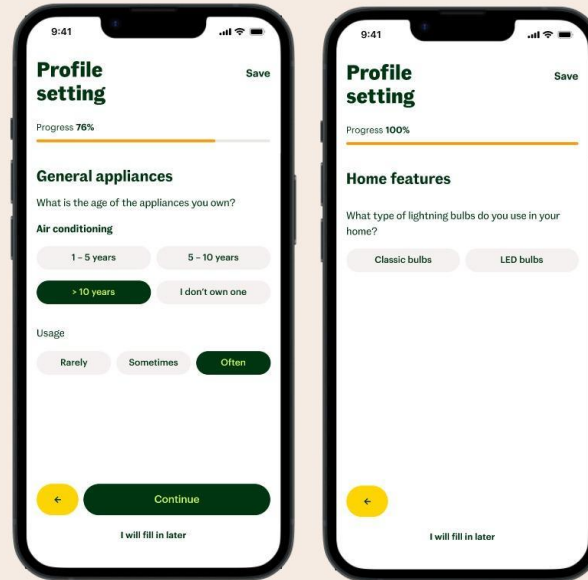 9:41
Profile
setting
Save
Progress 76%
General appliances
What is the age of the appliances you own?
Air conditioning
1 – 5 years
5 – 10 years
> 10 years
I don't own one
Usage
Rarely
Sometimes
Often
←
Continue
I will fill in later
9:41
Profile
setting
Save
Progress 100%
Home features
What type of lightning bulbs do you use in your
home?
Classic bulbs
LED bulbs
←
I will fill in later